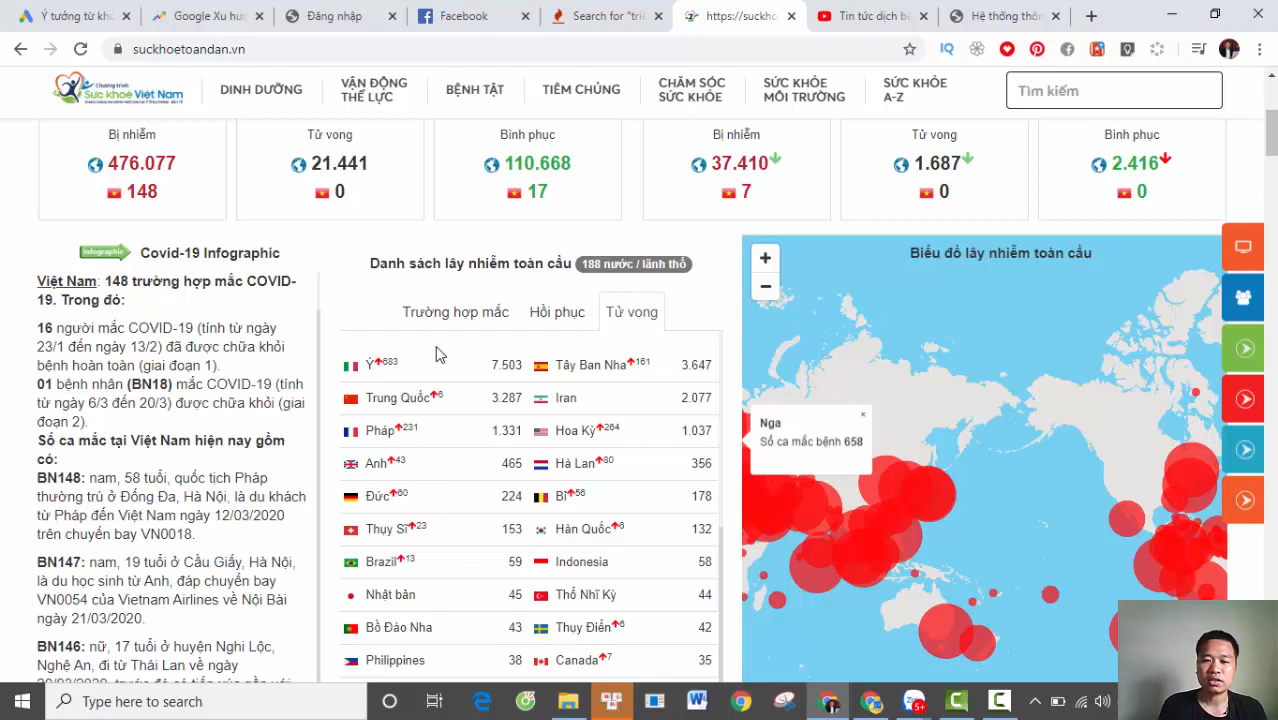 Ý tưởng từ kh
Google Xu hư
Đăng nhập
Facebook
Search for "triệ
https://suckho
Tin tức dịch bệ
Hệ thống thôn
suckhoetoandan.vn
Chương trình
Sức khỏe Việt Nam
DINH DƯỠNG
VẬN ĐỘNG
THỂ LỰC
BỆNH TẬT
TIÊM CHỦNG
CHĂM SÓC
SỨC KHỎE
SỨC KHỎE
MÔI TRƯỜNG
SỨC KHỎE
A-Z
Tìm kiếm
Bị nhiễm
476.077
148
Tử vong
21.441
0
Bình phục
110.668
17
Bị nhiễm
37.410
7
Tử vong
1.687
0
Bình phục
2.416
0
Infographic Covid-19 Infographic
Việt Nam: 148 trường hợp mắc COVID-
19. Trong đó:
16 người mắc COVID-19 (tính từ ngày
23/1 đến ngày 13/2) đã được chữa khỏi
bệnh hoàn toàn (giai đoạn 1).
01 bệnh nhân (BN18) mắc COVID-19 (tính
từ ngày 6/3 đến 20/3) được chữa khỏi (giai
đoạn 2).
Số ca mắc tại Việt Nam hiện nay gồm
có:
BN148: nam, 58 tuổi, quốc tịch Pháp
thường trú ở Đống Đa, Hà Nội, là du khách
từ Pháp đến Việt Nam ngày 12/03/2020
trên chuyến bay VN0018.
BN147: nam, 19 tuổi ở Cầu Giấy, Hà Nội,
là du học sinh từ Anh, đáp chuyến bay
VN0054 của Vietnam Airlines về Nội Bài
ngày 21/03/2020.
BN146: nữ, 17 tuổi ở huyện Nghi Lộc,
Nghệ An, đi từ Thái Lan về ngày
Danh sách lây nhiễm toàn cầu 188 nước / lãnh thổ
Trường hợp mắc Hồi phục Tử vong
Ý 683 7.503 Tây Ban Nha 161 3.647
Trung Quốc 6 3.287 Iran 2.077
Pháp 231 1.331 Hoa Kỳ 264 1.037
Anh 43 465 Hà Lan 80 356
Đức 60 224 Bỉ 56 178
Thụy Sĩ 23 153 Hàn Quốc 6 132
Brazil 13 59 Indonesia 58
Nhật bản 45 Thổ Nhĩ Kỳ 44
Bồ Đào Nha 43 Thụy Điển 6 42
Philippines 38 Canada 7 35
Biểu đồ lây nhiễm toàn cầu
+
−
Nga ×
Số ca mắc bệnh 658
Type here to search
5+